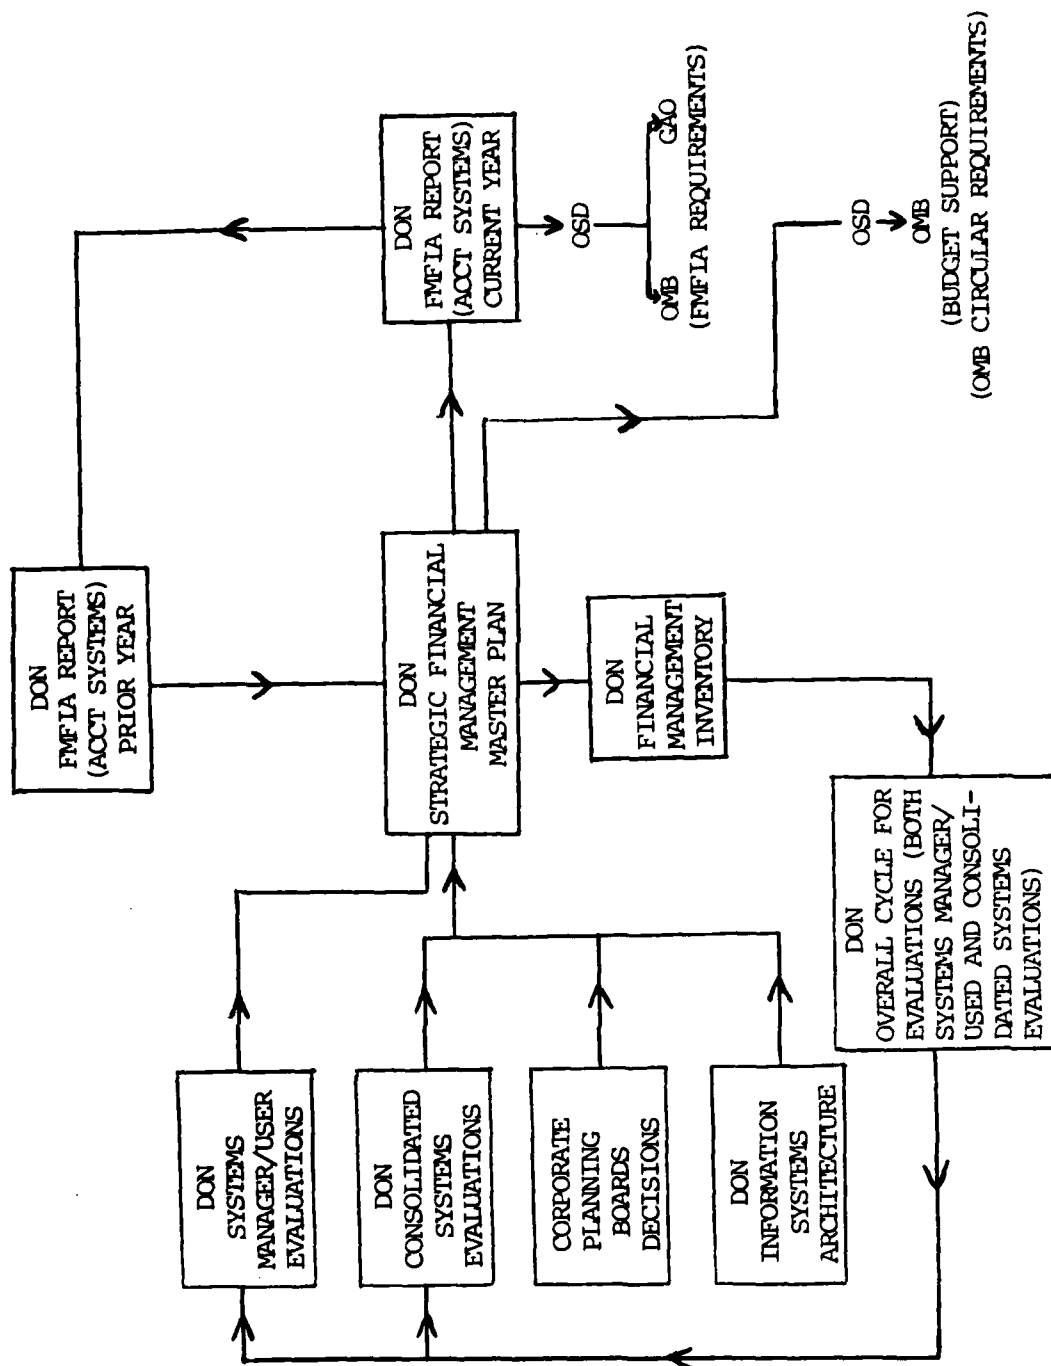 DON
FMFIA REPORT
(ACCT SYSTEMS)
PRIOR YEAR
DON
SYSTEMS
MANAGER/USER
EVALUATIONS
DON
CONSOLIDATED
SYSTEMS
EVALUATIONS
CORPORATE
PLANNING
BOARDS
DECISIONS
DON
INFORMATION
SYSTEMS
ARCHITECTURE
DON
STRATEGIC FINANCIAL
MANAGEMENT
MASTER PLAN
DON
FMFIA REPORT
(ACCT SYSTEMS)
CURRENT YEAR
OSD
OMB
GAO
(FMFIA REQUIREMENTS)
DON
FINANCIAL
MANAGEMENT
INVENTORY
OSD
OMB
(BUDGET SUPPORT)
(OMB CIRCULAR REQUIREMENTS)
DON
OVERALL CYCLE FOR
EVALUATIONS (BOTH
SYSTEMS MANAGER/
USED AND CONSOLI-
DATED SYSTEMS
EVALUATIONS)